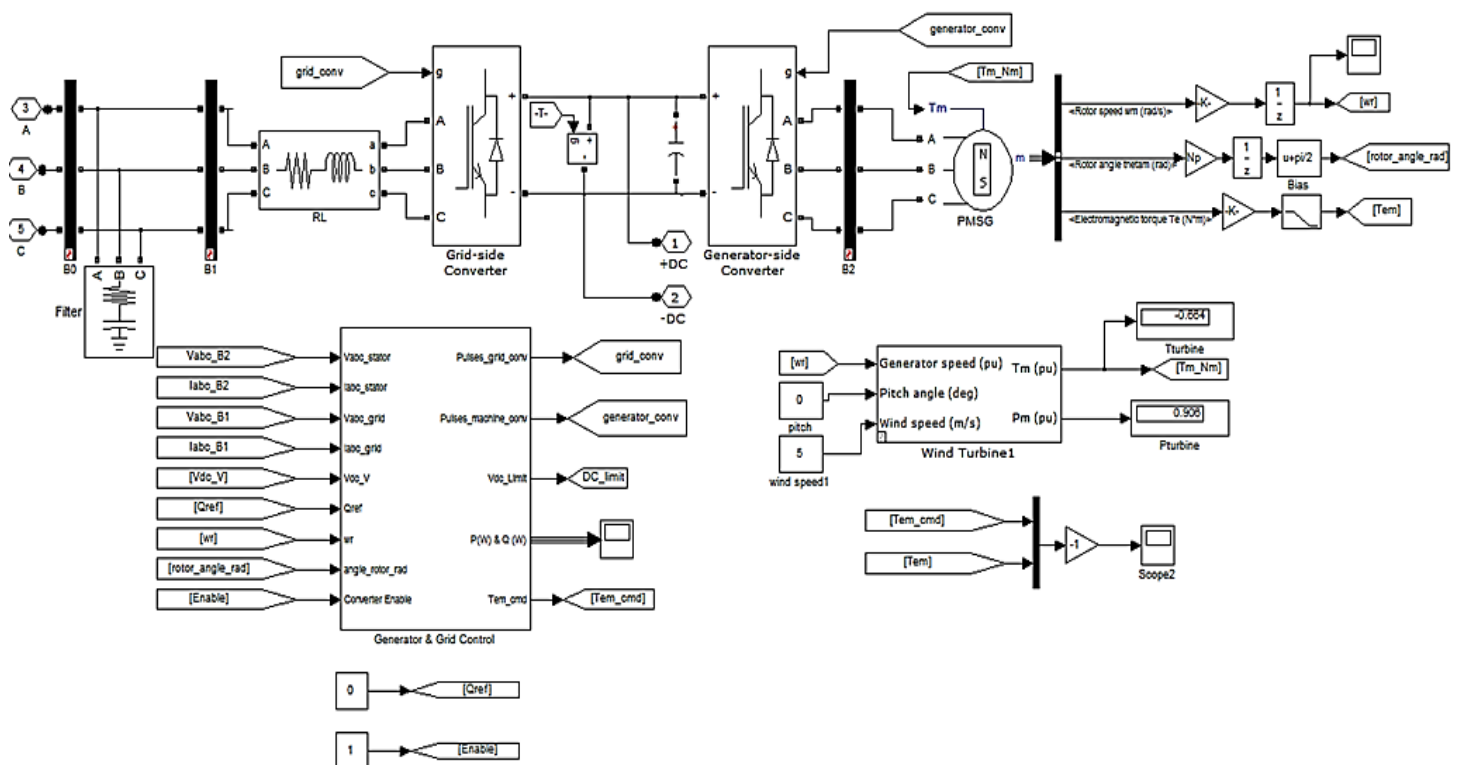 grid_conv
g
generator_conv
g
[Tm_Nm]
3
A
4
B
5
C
B0
B1
A
B
C
a
b
c
RL
A
B
C
+
-
Grid-side
Converter
-T-
g
+
-
1
+DC
2
-DC
+
-
A
B
C
Generator-side
Converter
B2
Tm
A
B
C
N
S
m
PMSG
<Rotor speed wm (rad/s)>
-K-
1
z
[wr]
<Rotor angle thetam (rad)>
Np
1
z
u+pi/2
Bias
[rotor_angle_rad]
<Electromagnetic torque Te (N*m)>
-K-
[Tem]
A
B
C
Filter
Vabc_B2
Iabc_B2
Vabc_B1
Iabc_B1
[Vdc_V]
[Qref]
[wr]
[rotor_angle_rad]
[Enable]
Vabc_stator
Iabc_stator
Vabc_grid
Iabc_grid
Vdc_V
Qref
wr
angle_rotor_rad
Converter Enable
Pulses_grid_conv
Pulses_machine_conv
Vdc_Limit
P(W) & Q (W)
Tem_cmd
Generator & Grid Control
grid_conv
generator_conv
DC_limit
[Tem_cmd]
0
[Qref]
1
[Enable]
[wr]
0
pitch
5
wind speed1
Generator speed (pu)
Pitch angle (deg)
Wind speed (m/s)
Tm (pu)
Pm (pu)
Wind Turbine1
-0.664
Tturbine
[Tm_Nm]
0.906
Pturbine
[Tem_cmd]
[Tem]
-1
Scope2